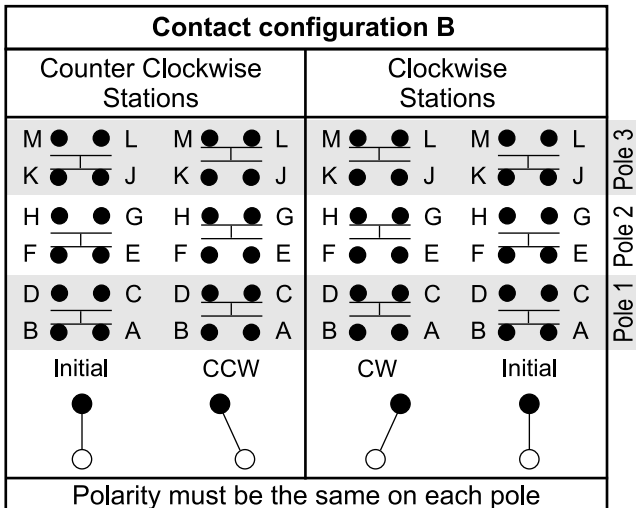 Contact configuration B
Counter Clockwise Stations
Clockwise Stations
M L M L M L M L Pole 3
K J K J K J K J
H G H G H G H G Pole 2
F E F E F E F E
D C D C D C D C Pole 1
B A B A B A B A
Initial CCW CW Initial
Polarity must be the same on each pole